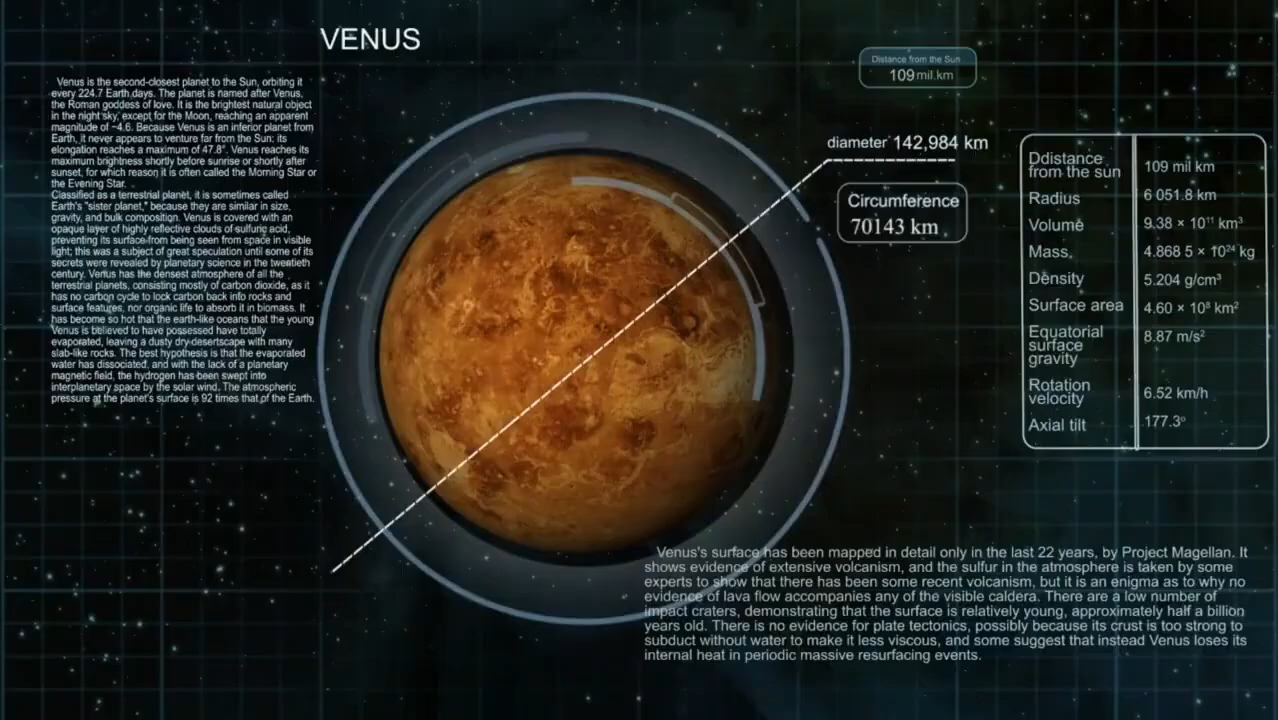 VENUS
Venus is the second-closest planet to the Sun, orbiting it
every 224.7 Earth days. The planet is named after Venus,
the Roman goddess of love. It is the brightest natural object
in the night sky, except for the Moon, reaching an apparent
magnitude of −4.6. Because Venus is an inferior planet from
Earth, it never appears to venture far from the Sun: its
elongation reaches a maximum of 47.8°. Venus reaches its
maximum brightness shortly before sunrise or shortly after
sunset, for which reason it is often called the Morning Star or
the Evening Star.
Classified as a terrestrial planet, it is sometimes called
Earth's "sister planet," because they are similar in size,
gravity, and bulk composition. Venus is covered with an
opaque layer of highly reflective clouds of sulfuric acid,
preventing its surface from being seen from space in visible
light; this was a subject of great speculation until some of its
secrets were revealed by planetary science in the twentieth
century. Venus has the densest atmosphere of all the
terrestrial planets, consisting mostly of carbon dioxide, as it
has no carbon cycle to lock carbon back into rocks and
surface features, nor organic life to absorb it in biomass. It
has become so hot that the earth-like oceans that the young
Venus is believed to have possessed have totally
evaporated, leaving a dusty dry desertscape with many
slab-like rocks. The best hypothesis is that the evaporated
water has dissociated, and with the lack of a planetary
magnetic field, the hydrogen has been swept into
interplanetary space by the solar wind. The atmospheric
pressure at the planet's surface is 92 times that of the Earth.
Distance from the Sun
109 mil.km
diameter 142,984 km
Circumference
70143 km
Ddistance
from the sun 109 mil km
Radius 6 051.8 km
Volume 9.38 × 10¹¹ km³
Mass. 4.868 5 × 10²⁴ kg
Density 5.204 g/cm³
Surface area 4.60 × 10⁸ km²
Equatorial 8.87 m/s²
surface
gravity
Rotation
velocity 6.52 km/h
Axial tilt 177.3°
Venus's surface has been mapped in detail only in the last 22 years, by Project Magellan. It
shows evidence of extensive volcanism, and the sulfur in the atmosphere is taken by some
experts to show that there has been some recent volcanism, but it is an enigma as to why no
evidence of lava flow accompanies any of the visible caldera. There are a low number of
impact craters, demonstrating that the surface is relatively young, approximately half a billion
years old. There is no evidence for plate tectonics, possibly because its crust is too strong to
subduct without water to make it less viscous, and some suggest that instead Venus loses its
internal heat in periodic massive resurfacing events.